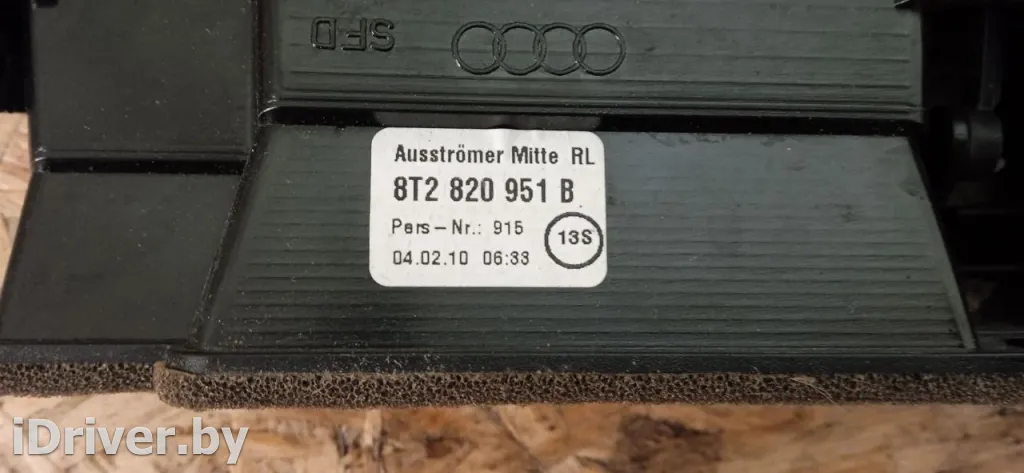 SFD
Ausströmer Mitte RL
8T2 820 951 B
Pers-Nr.: 915
13S
04.02.10 06:33
iDriver.by